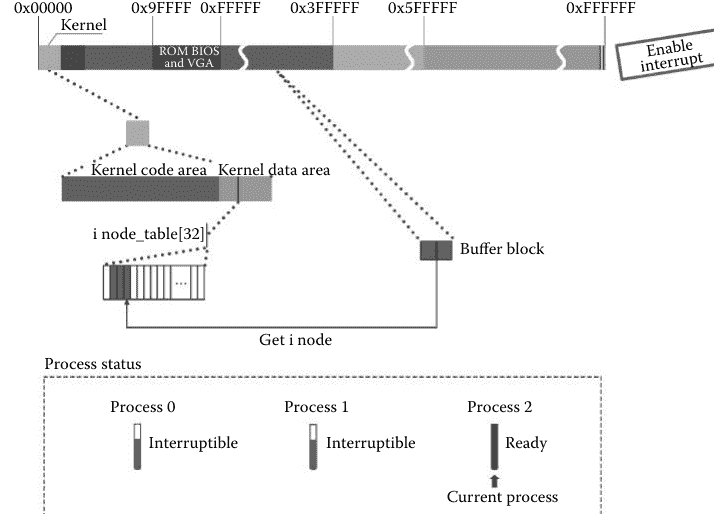 0x00000 0x9FFFF 0xFFFFF 0x3FFFFF 0x5FFFFF 0xFFFFFF
Kernel
ROM BIOS
and VGA
Enable
interrupt
Kernel code area Kernel data area
i node_table[32]
...
Buffer block
Get i node
Process status
Process 0 Process 1 Process 2
Interruptible Interruptible Ready
Current process